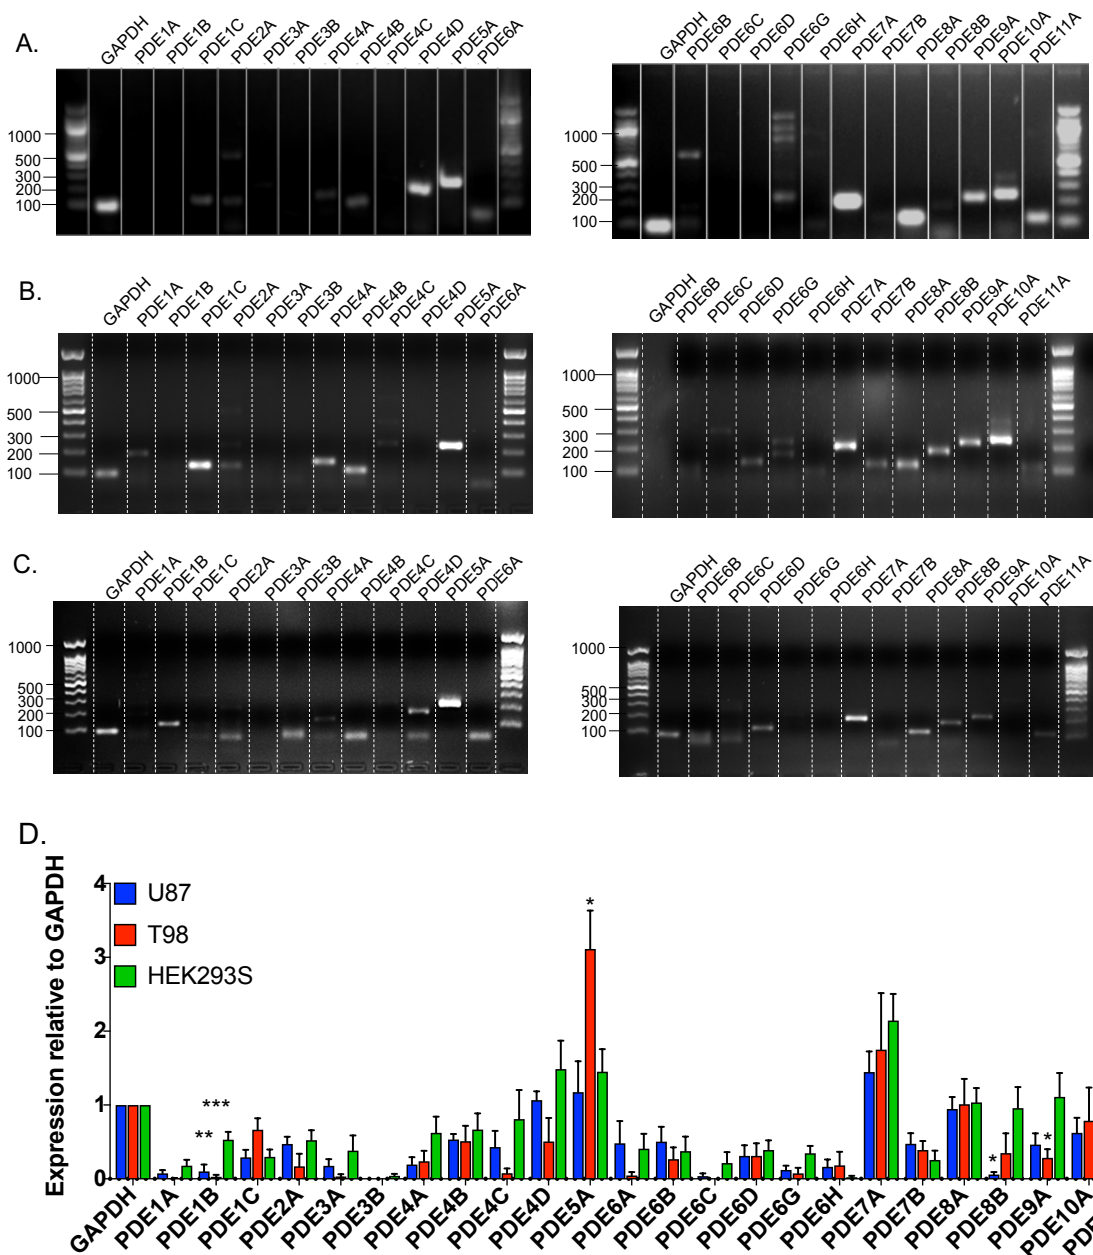 A.
GAPDH PDE1A PDE1B PDE1C PDE2A PDE3A PDE3B PDE4A PDE4B PDE4C PDE4D PDE5A PDE6A
1000
500
300
200
100
GAPDH PDE6B PDE6C PDE6D PDE6G PDE6H PDE7A PDE7B PDE8A PDE8B PDE9A PDE10A PDE11A
1000
500
300
200
100
B.
GAPDH PDE1A PDE1B PDE1C PDE2A PDE3A PDE3B PDE4A PDE4B PDE4C PDE4D PDE5A PDE6A
1000
500
300
200
100
GAPDH PDE6B PDE6C PDE6D PDE6G PDE6H PDE7A PDE7B PDE8A PDE8B PDE9A PDE10A PDE11A
1000
500
300
200
100
C.
GAPDH PDE1A PDE1B PDE1C PDE2A PDE3A PDE3B PDE4A PDE4B PDE4C PDE4D PDE5A PDE6A
1000
500
300
200
100
GAPDH PDE6B PDE6C PDE6D PDE6G PDE6H PDE7A PDE7B PDE8A PDE8B PDE9A PDE10A PDE11A
1000
500
300
200
100
D.
Expression relative to GAPDH
4
3
2
1
0
U87
T98
HEK293S
** *** * * *
GAPDH PDE1A PDE1B PDE1C PDE2A PDE3A PDE3B PDE4A PDE4B PDE4C PDE4D PDE5A PDE6A PDE6B PDE6C PDE6D PDE6G PDE6H PDE7A PDE7B PDE8A PDE8B PDE9A PDE10A